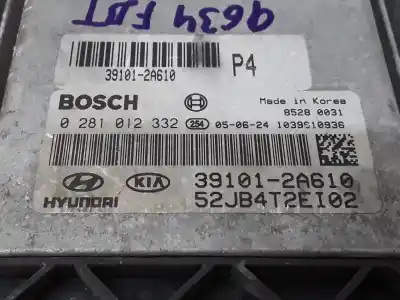 9634 FDT
39101-2A610
P4
BOSCH
Made in Korea
8528 0031
0 281 012 332 254 05-06-24 1039S10936
HYUNDAI KIA
39101-2A610
52JB4T2EI02